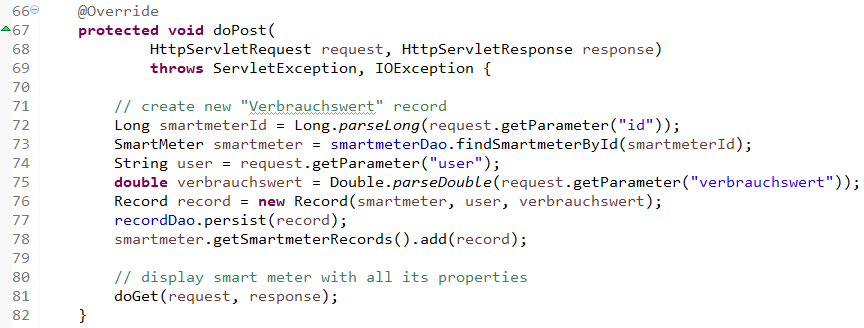 66 @Override
67 protected void doPost(
68 HttpServletRequest request, HttpServletResponse response)
69 throws ServletException, IOException {
70
71 // create new "Verbrauchswert" record
72 Long smartmeterId = Long.parseLong(request.getParameter("id"));
73 SmartMeter smartmeter = smartmeterDao.findSmartmeterById(smartmeterId);
74 String user = request.getParameter("user");
75 double verbrauchswert = Double.parseDouble(request.getParameter("verbrauchswert"));
76 Record record = new Record(smartmeter, user, verbrauchswert);
77 recordDao.persist(record);
78 smartmeter.getSmartmeterRecords().add(record);
79
80 // display smart meter with all its properties
81 doGet(request, response);
82 }